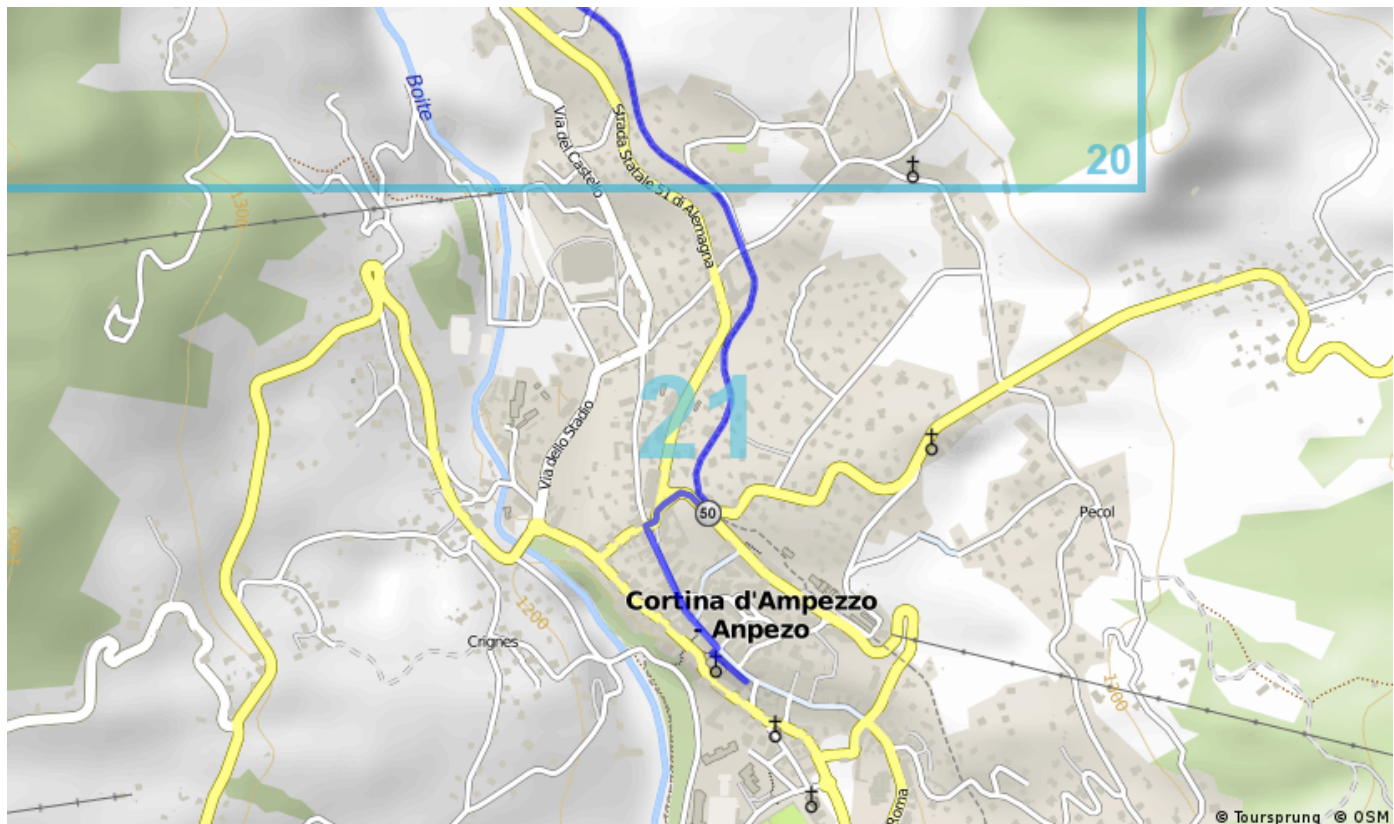 Boite
Via del Castello
Strada Statale 51 di Alemagna
20
1300
21
Via dello Stadio
50
Pecol
Cortina d'Ampezzo
- Anpezo
1200
Crignes
1300
Roma
© Toursprung © OSM